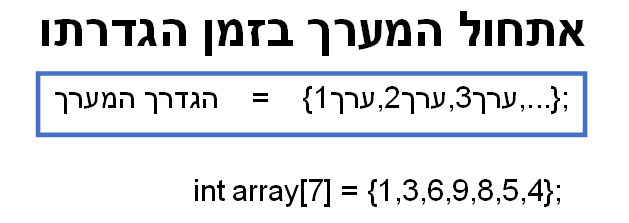 אתחול המערך בזמן הגדרתו
הגדרך המערך = {ערך1,ערך2,ערך3,...};
int array[7] = {1,3,6,9,8,5,4};